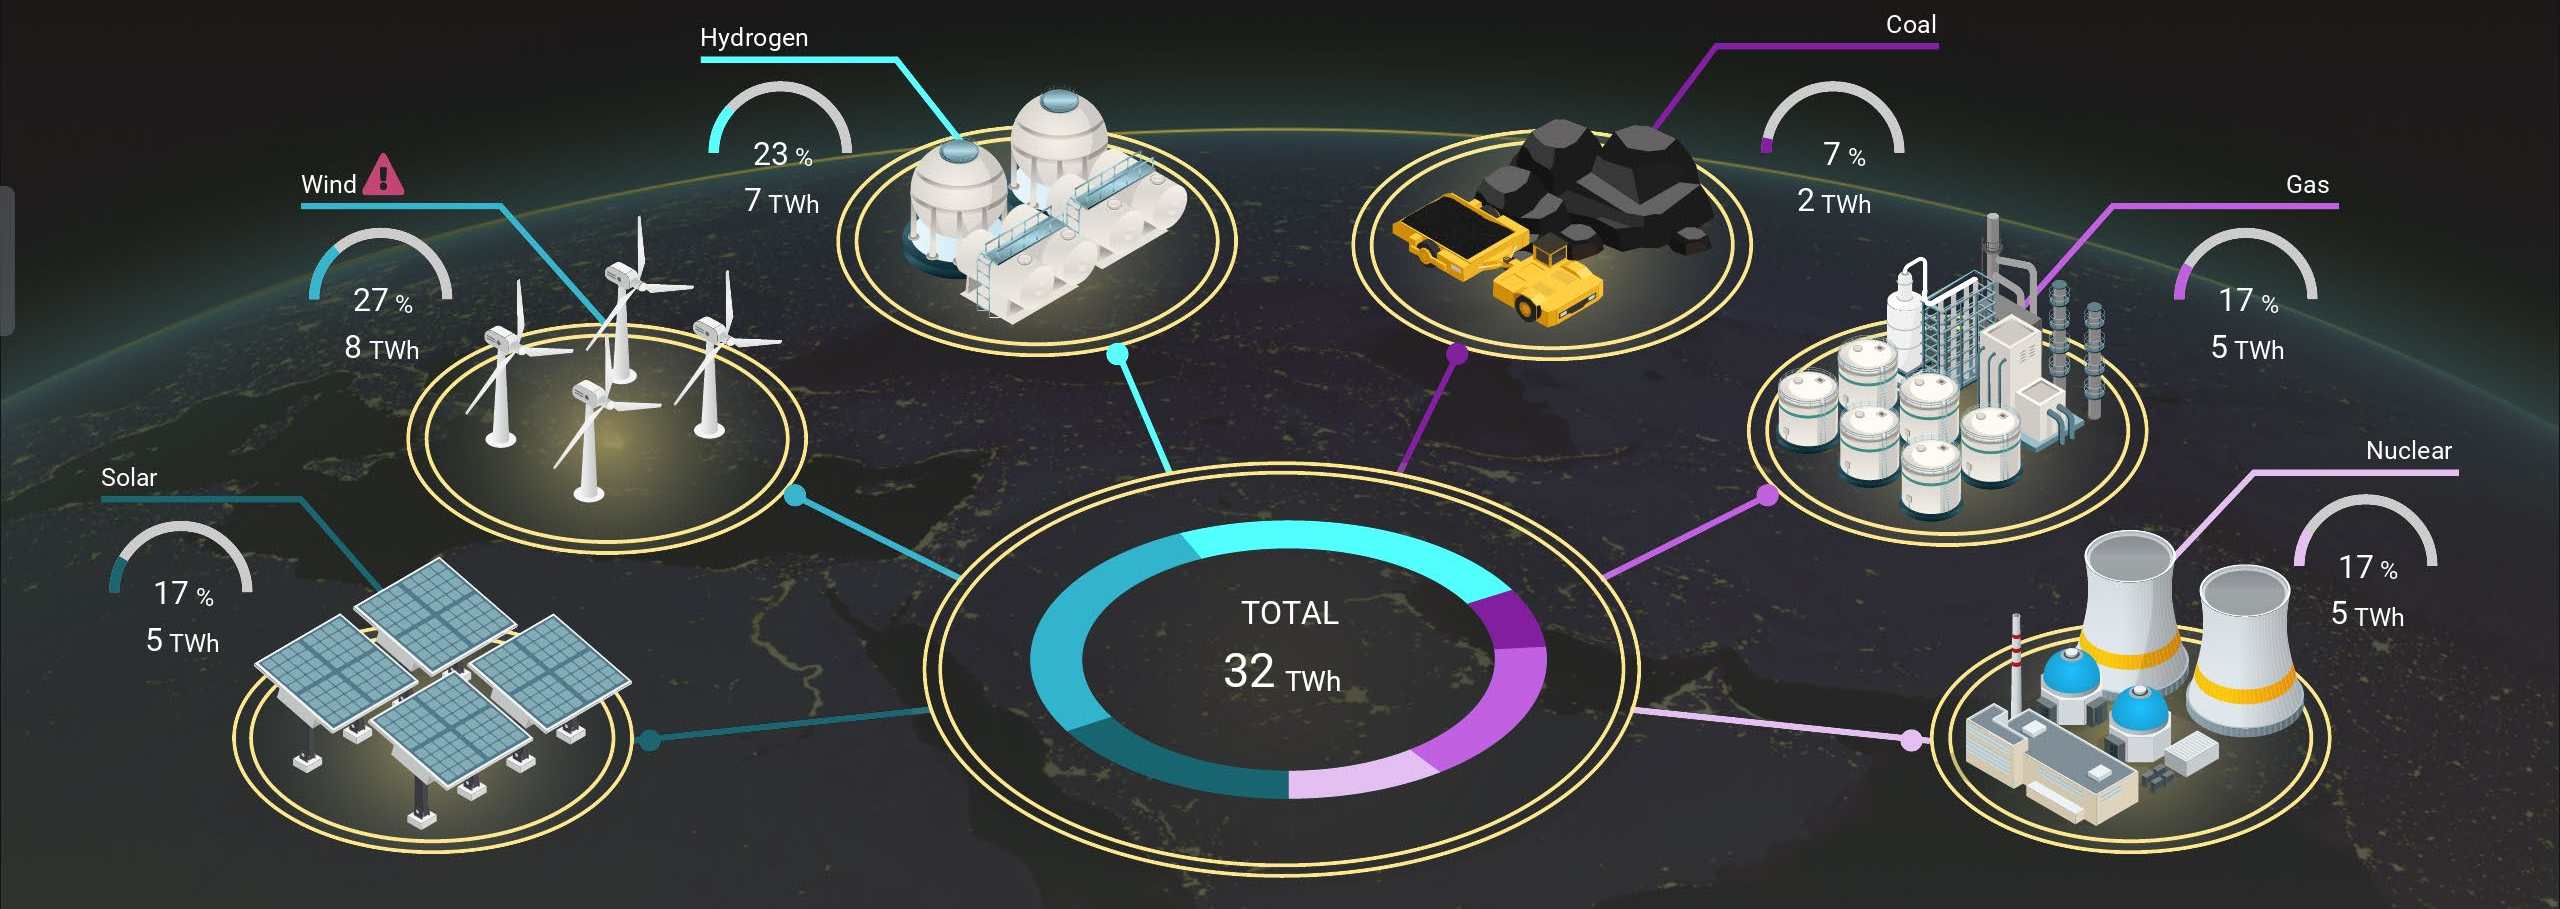 Hydrogen
23 %
7 TWh
Coal
7 %
2 TWh
Wind
27 %
8 TWh
Gas
17 %
5 TWh
Solar
17 %
5 TWh
Nuclear
17 %
5 TWh
TOTAL
32 TWh